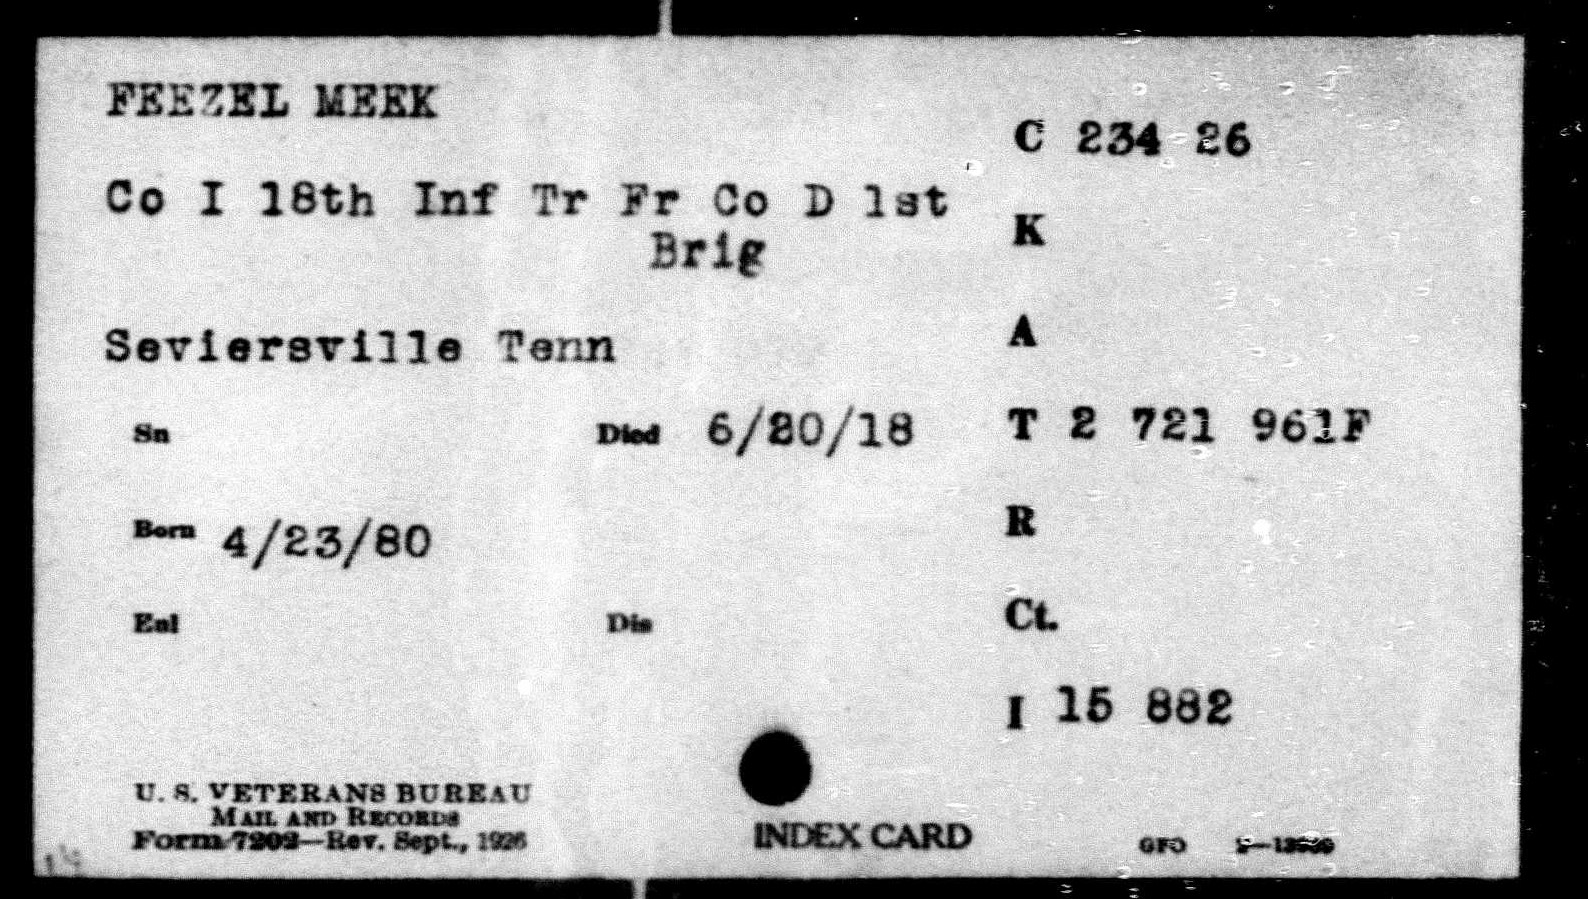 FEEZEL MEEK
Co I 18th Inf Tr Fr Co D 1st
Brig
Seviersville Tenn
Sn
Died 6/20/18
Born 4/23/80
Enl
Dis
C 234 26
K
A
T 2 721 961F
R
Ct.
I 15 882
U. S. VETERANS BUREAU
MAIL AND RECORDS
Form 7202—Rev. Sept., 1926
INDEX CARD
GPO